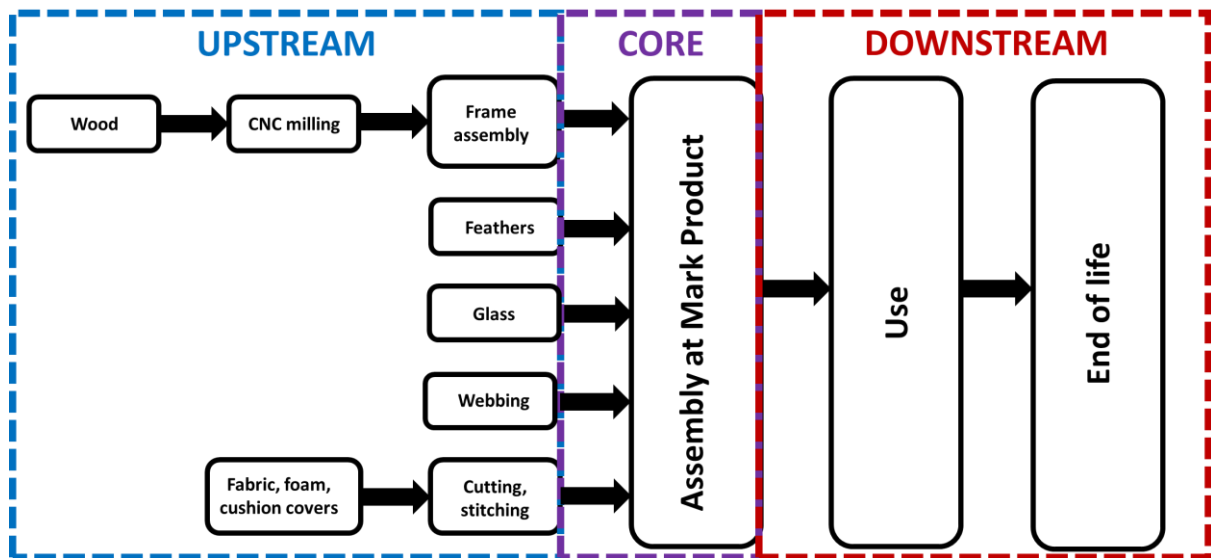 UPSTREAM
CORE
DOWNSTREAM
Wood
CNC milling
Frame
assembly
Feathers
Glass
Webbing
Fabric, foam,
cushion covers
Cutting,
stitching
Assembly at Mark Product
Use
End of life